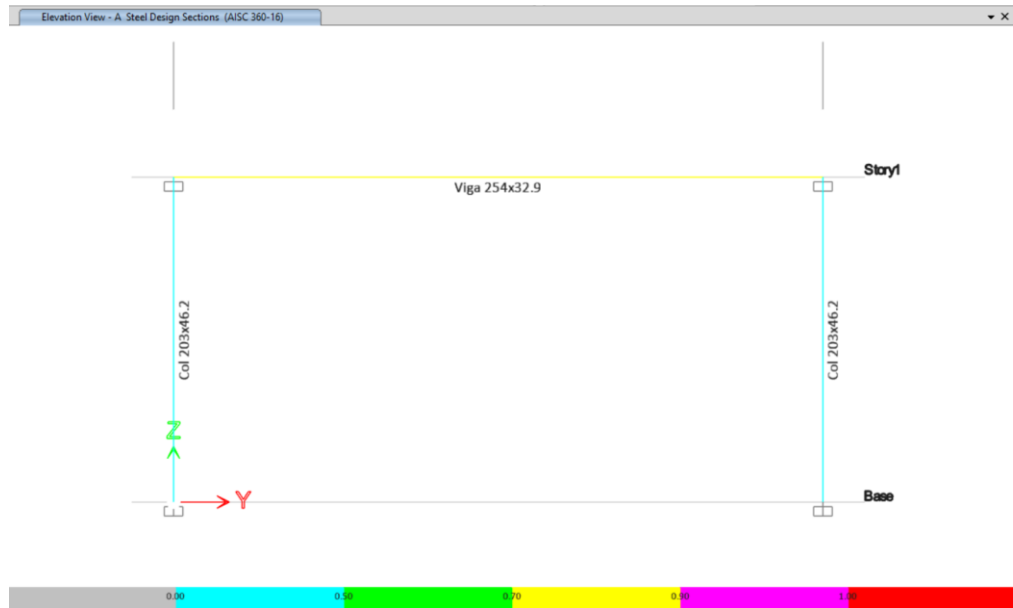 Elevation View - A Steel Design Sections (AISC 360-16)
Story1
Viga 254x32.9
Col 203x46.2
Col 203x46.2
Z
Y
Base
0.00 0.50 0.70 0.90 1.00